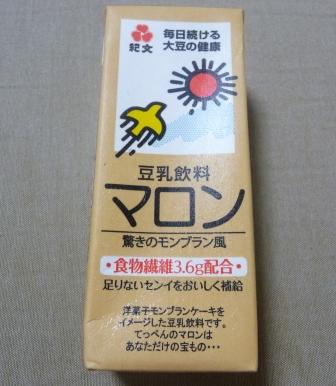 紀文
毎日続ける
大豆の健康
豆乳飲料
マロン
驚きのモンブラン風
・食物繊維3.6g配合・
足りないセンイをおいしく補給
洋菓子モンブランケーキを
イメージした豆乳飲料です。
てっぺんのマロンは
あなただけの宝もの・・・